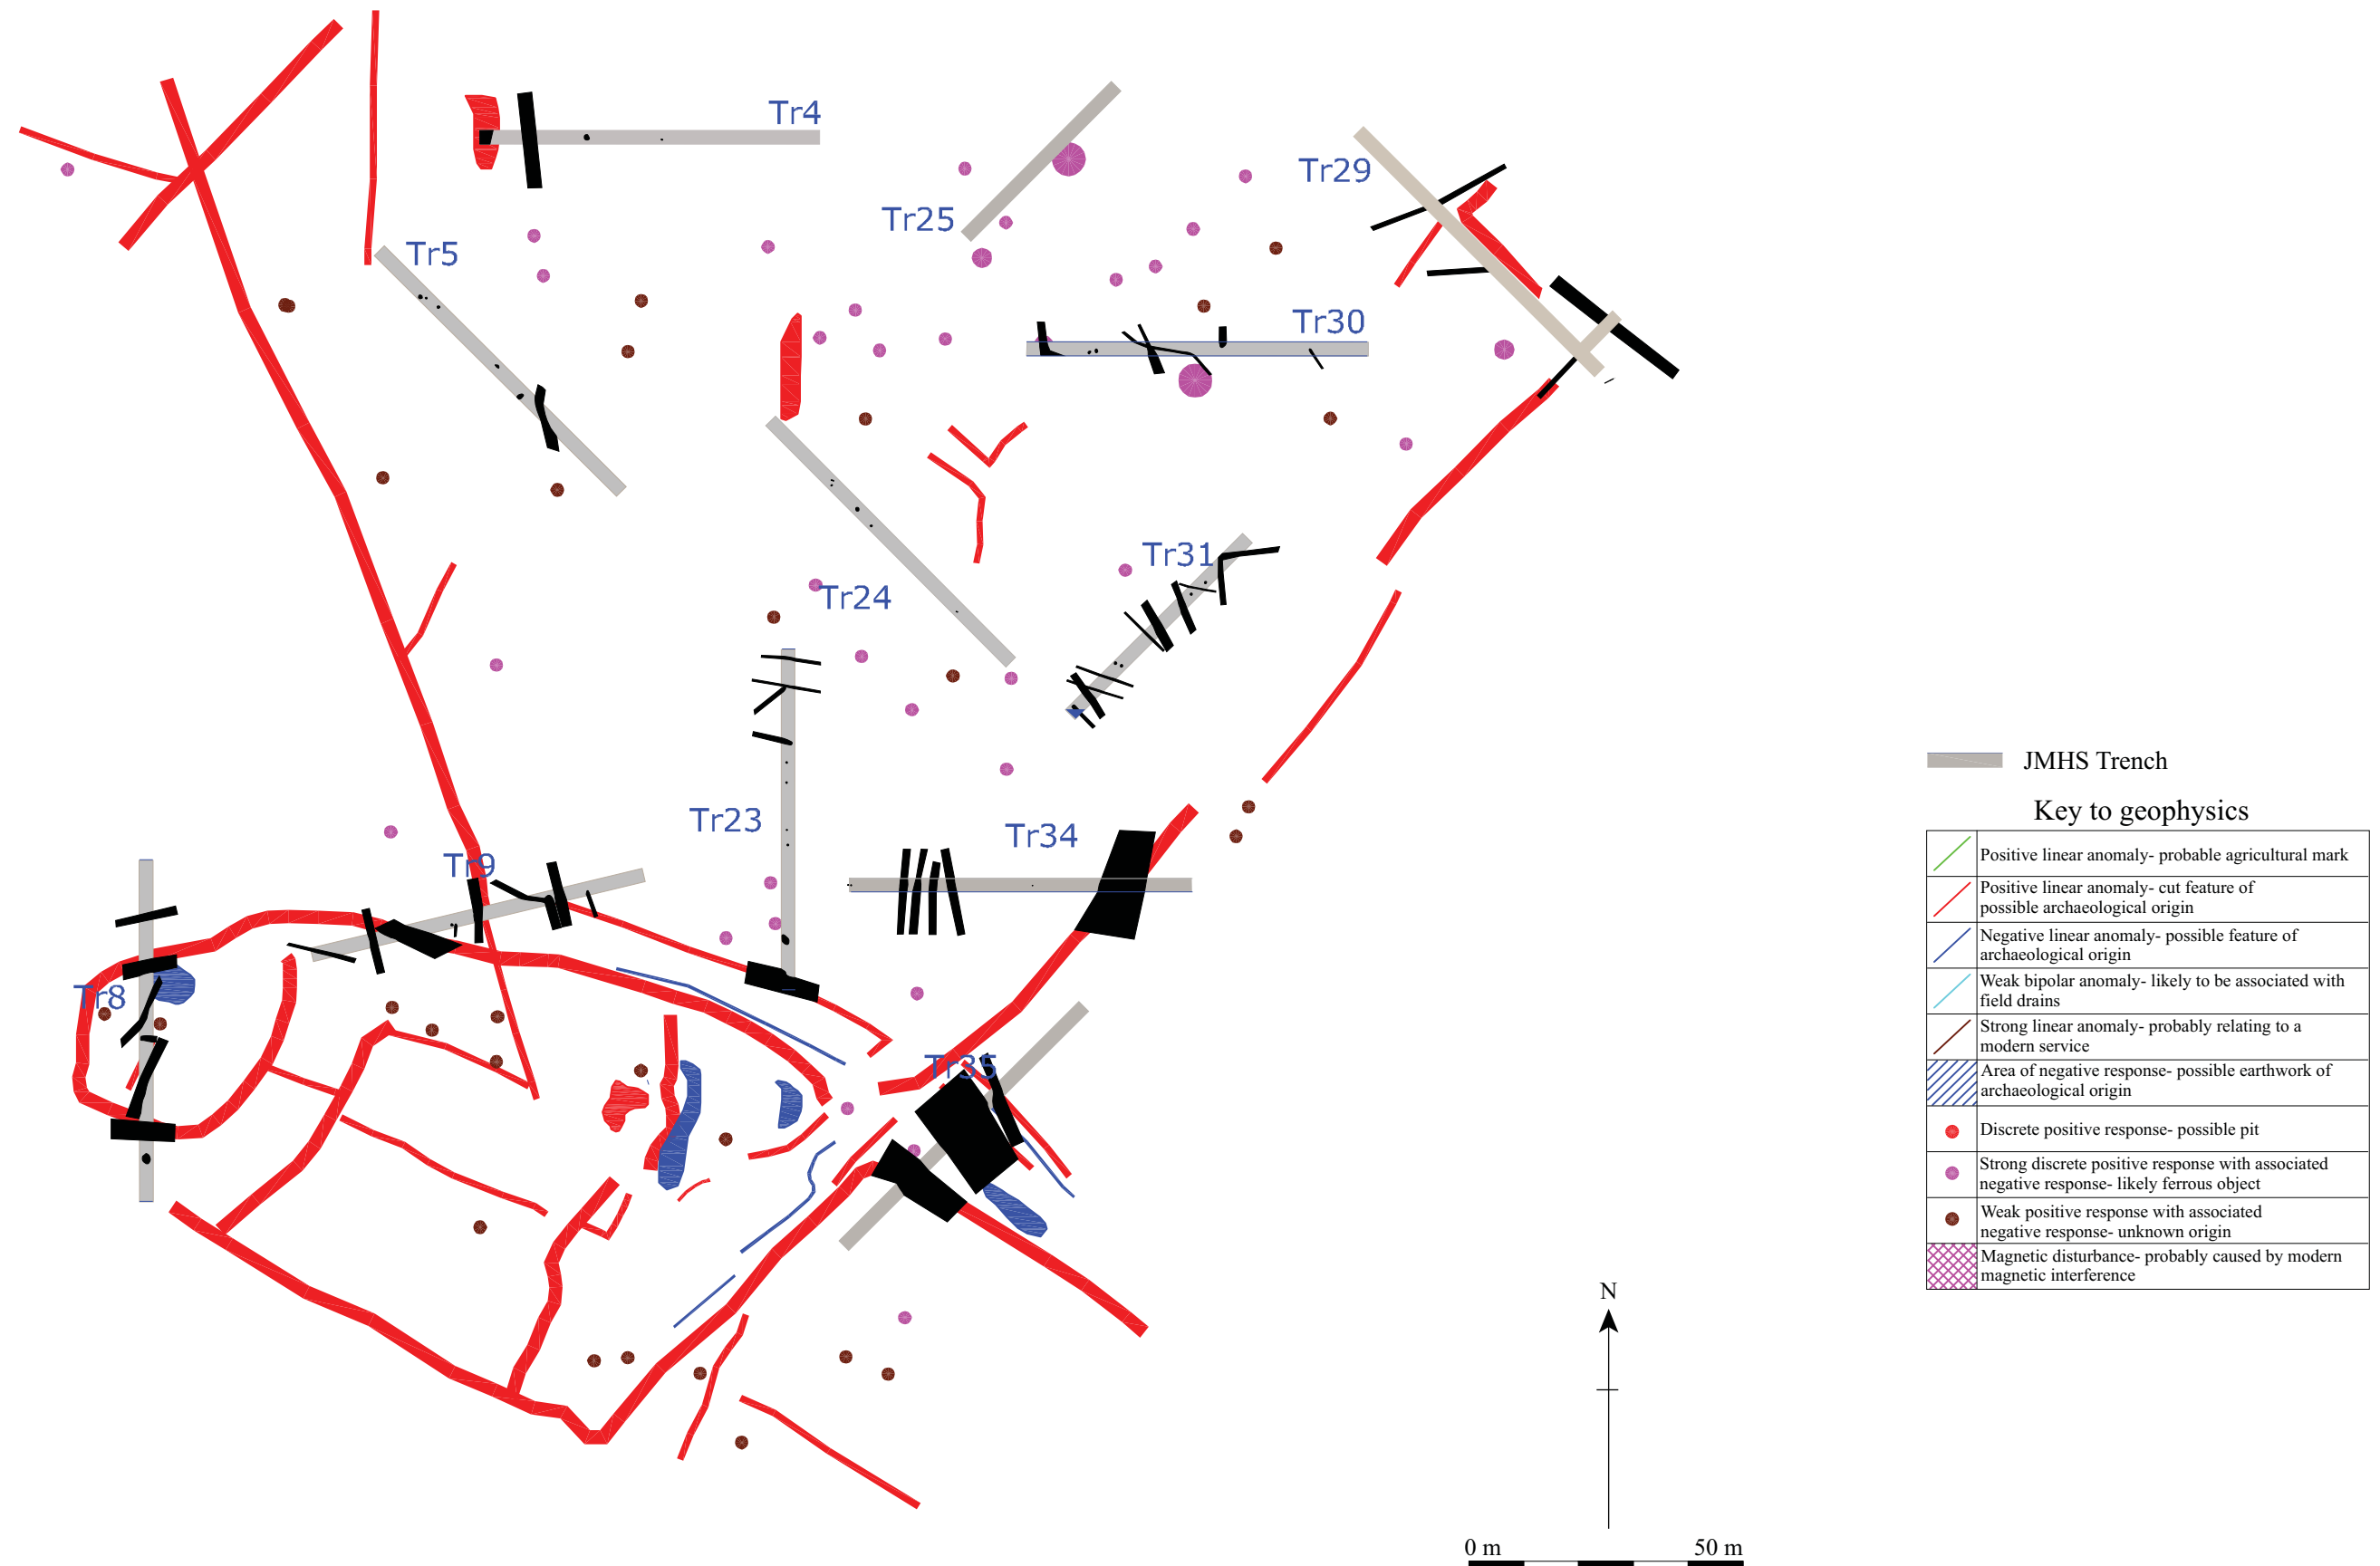 Tr4
Tr25
Tr29
Tr5
Tr30
Tr31
Tr24
Tr23
Tr34
Tr9
Tr8
Tr35
JMHS Trench
Key to geophysics
Positive linear anomaly- probable agricultural mark
Positive linear anomaly- cut feature of
possible archaeological origin
Negative linear anomaly- possible feature of
archaeological origin
Weak bipolar anomaly- likely to be associated with
field drains
Strong linear anomaly- probably relating to a
modern service
Area of negative response- possible earthwork of
archaeological origin
Discrete positive response- possible pit
Strong discrete positive response with associated
negative response- likely ferrous object
Weak positive response with associated
negative response- unknown origin
Magnetic disturbance- probably caused by modern
magnetic interference
N
0 m 50 m